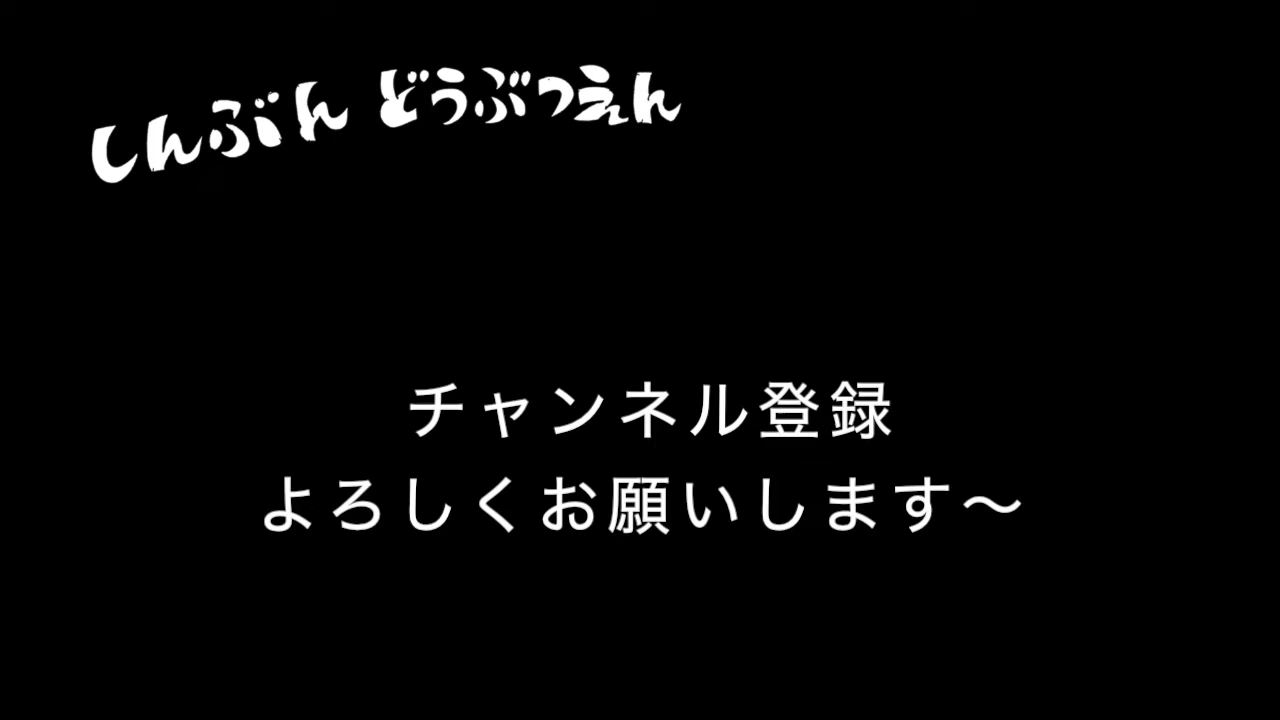 しんぶん どうぶつえん
チャンネル登録
よろしくお願いします〜